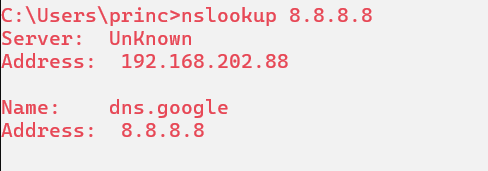 C:\Users\princ>nslookup 8.8.8.8
Server:  UnKnown
Address:  192.168.202.88

Name:    dns.google
Address:  8.8.8.8